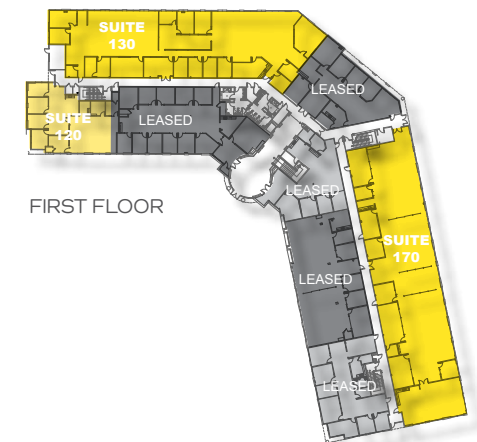 SUITE
130
LEASED
SUITE
120
LEASED
FIRST FLOOR
LEASED
SUITE
170
LEASED
LEASED